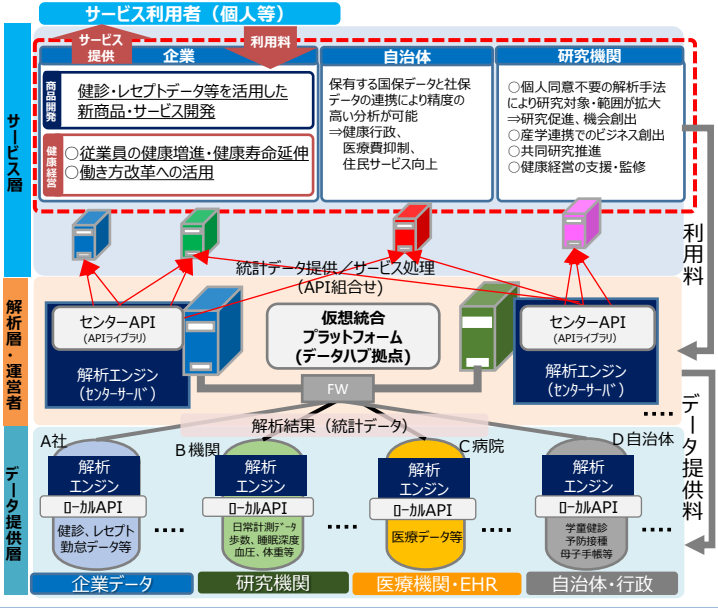 サービス利用者（個人等）
サービス
提供
利用料
企業
自治体
研究機関
商品開発
健診・レセプトデータ等を活用した
新商品・サービス開発
健康経営
○従業員の健康増進・健康寿命延伸
○働き方改革への活用
保有する国保データと社保
データの連携により精度の
高い分析が可能
⇒健康行政、
医療費抑制、
住民サービス向上
○個人同意不要の解析手法
により研究対象・範囲が拡大
⇒研究促進、機会創出
○産学連携でのビジネス創出
○共同研究推進
○健康経営の支援・監修
サービス層
利用料
統計データ提供／サービス処理
（API組合せ）
解析層・運営者
センターAPI
(APIライブラリ)
解析エンジン
（センターサーバ）
仮想統合
プラットフォーム
(データハブ拠点)
センターAPI
(APIライブラリ)
解析エンジン
（センターサーバ）
FW
....
データ提供料
解析結果（統計データ）
データ提供層
A社
解析
エンジン
ローカルAPI
健診、レセプト
勤怠データ等
....
B機関
解析
エンジン
ローカルAPI
日常計測データ
歩数、睡眠深度
血圧、体重等
....
C病院
解析
エンジン
ローカルAPI
医療データ等
....
D自治体
解析
エンジン
ローカルAPI
学童健診
予防接種
母子手帳等
....
企業データ
研究機関
医療機関・EHR
自治体・行政